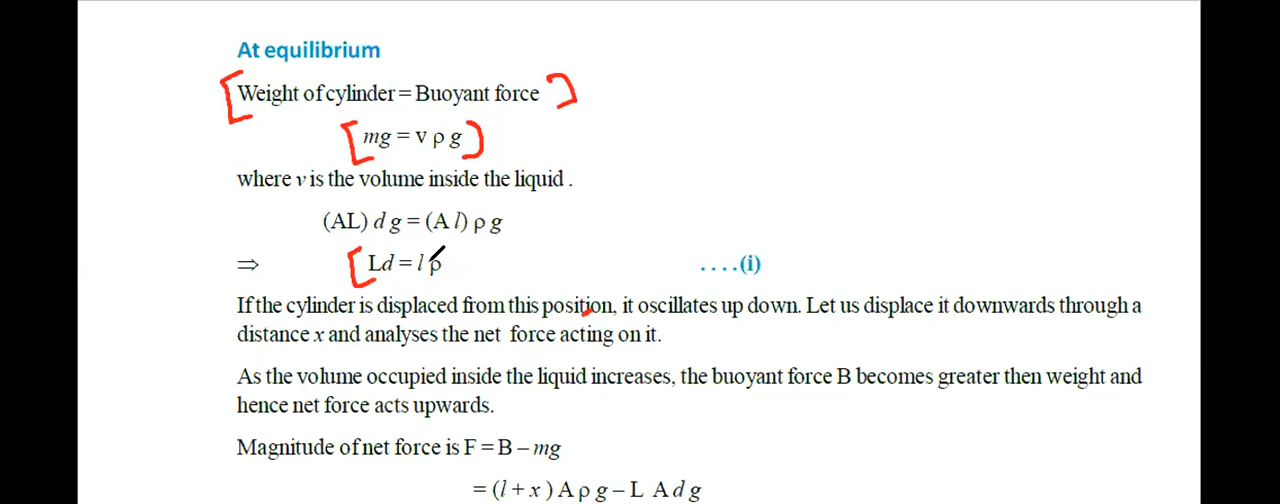 At equilibrium
Weight of cylinder = Buoyant force
mg = v ρ g
where v is the volume inside the liquid .
(AL) d g = (A l) ρ g
⇒ Ld = l ρ ....(i)
If the cylinder is displaced from this position, it oscillates up down. Let us displace it downwards through a
distance x and analyses the net force acting on it.
As the volume occupied inside the liquid increases, the buoyant force B becomes greater then weight and
hence net force acts upwards.
Magnitude of net force is F = B – mg
= (l + x ) A ρ g – L A d g